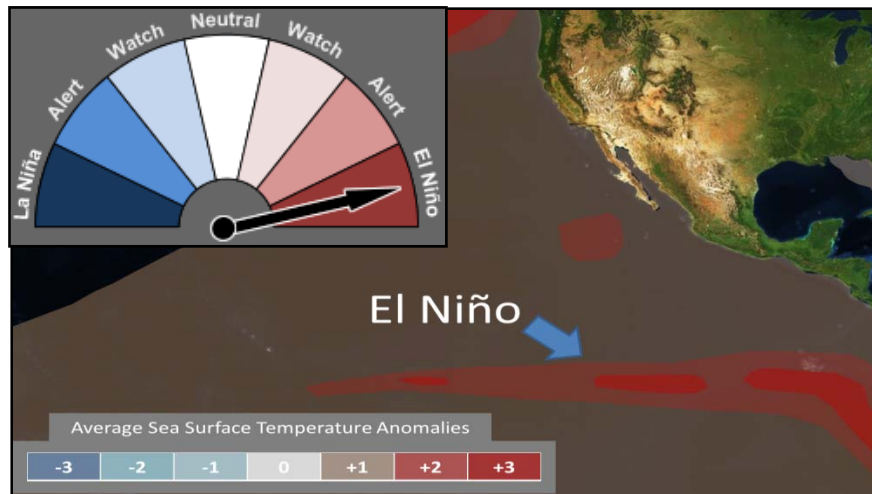 La Niña
Alert
Watch
Neutral
Watch
Alert
El Niño
El Niño
Average Sea Surface Temperature Anomalies
-3 -2 -1 0 +1 +2 +3